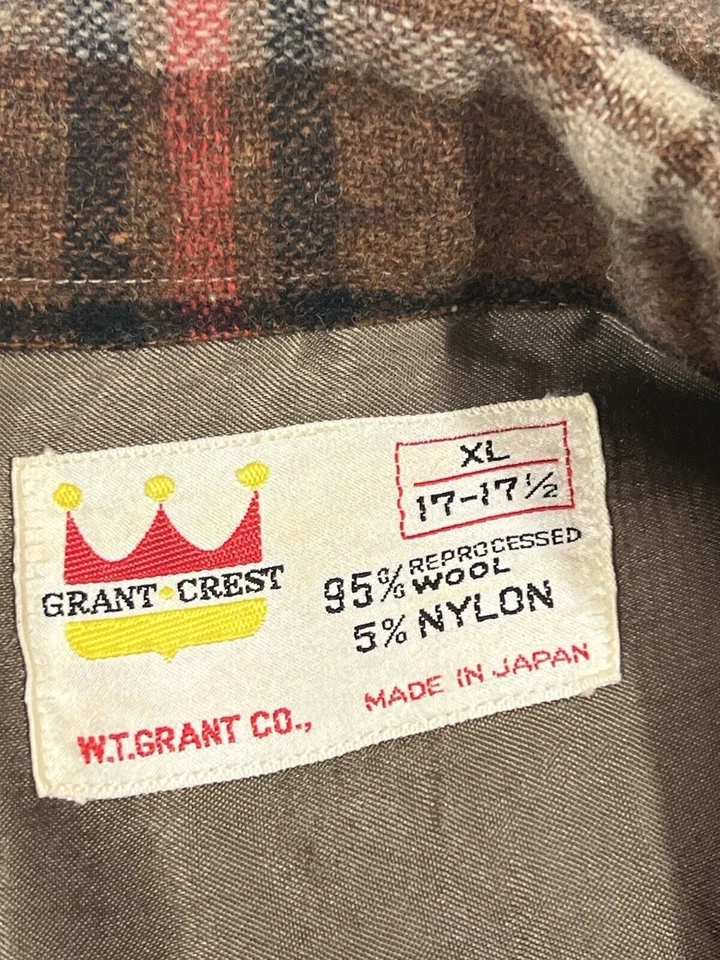 XL
17-17½
GRANT·CREST
95% REPROCESSED WOOL
5% NYLON
W.T.GRANT CO.,
MADE IN JAPAN